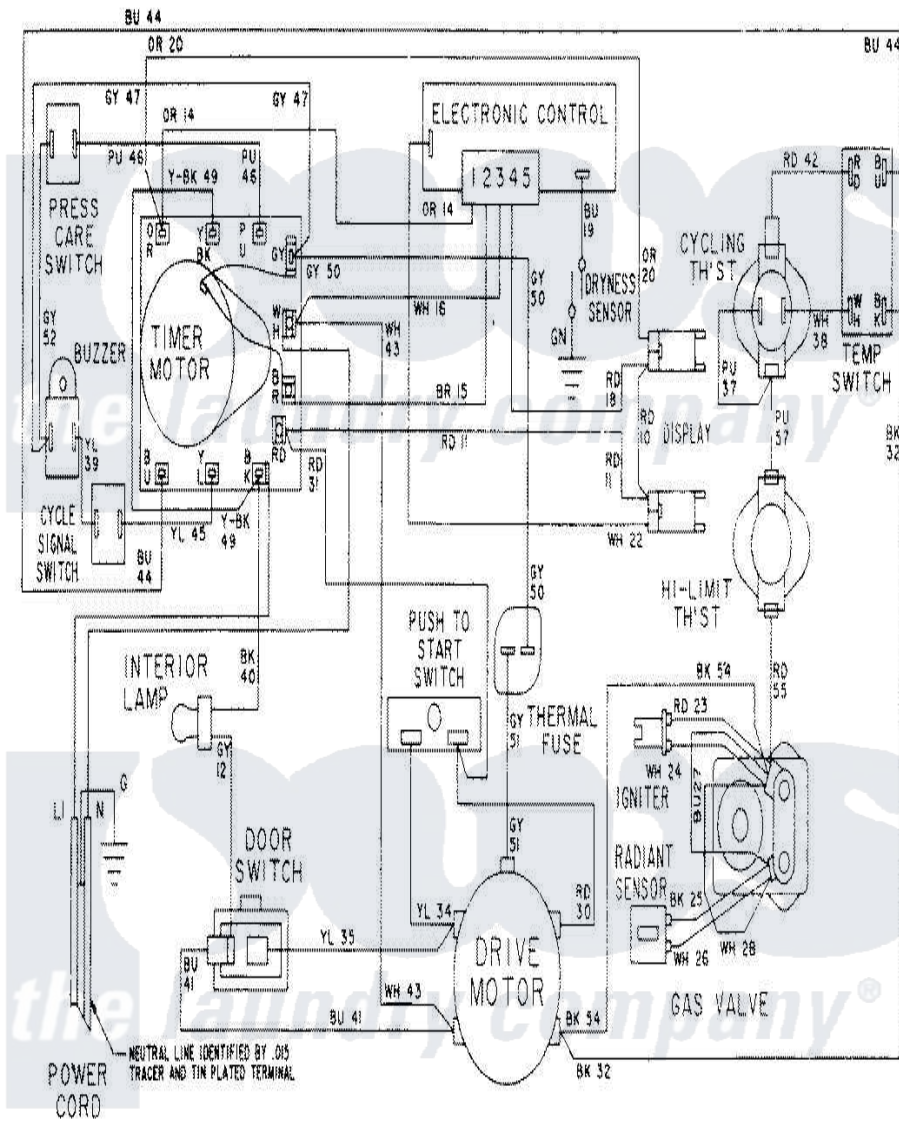 BU 44
OR 20
BU 44
GY 47
GY 47
OR 14
ELECTRONIC CONTROL
RD 42
R D
B U
PU 46
Y-BK 49
PU 46
12345
PRESS CARE SWITCH
OR 14
BU 19
CYCLING TH'ST
O R
Y BK
P U
GY
GY 50
GY 50
DRYNESS SENSOR
OR 20
GY 52
WH 16
W H
WH 43
GN
W H
B K
WH 38
TEMP SWITCH
BUZZER
TIMER MOTOR
PU 37
B R
BR 15
RD 18
RD 10
DISPLAY
PU 37
BK 32
YL 39
RD 11
RD 11
RD
RD 31
B U
Y L
B K
CYCLE SIGNAL SWITCH
YL 45
Y-BK 49
WH 22
BU 44
GY 50
HI-LIMIT TH'ST
PUSH TO START SWITCH
INTERIOR LAMP
BK 40
BK 54
RD 55
RD 23
GY 51
THERMAL FUSE
GY 12
WH 24
IGNITER
BU27
L1
N
G
DOOR SWITCH
GY 51
RADIANT SENSOR
RD 30
BK 25
YL 34
YL 35
WH 28
WH 26
BU 41
DRIVE MOTOR
WH 43
GAS VALVE
BU 41
BK 54
NEUTRAL LINE IDENTIFIED BY .015
TRACER AND TIN PLATED TERMINAL
BK 32
POWER CORD
the laundry company®
the laundry company®